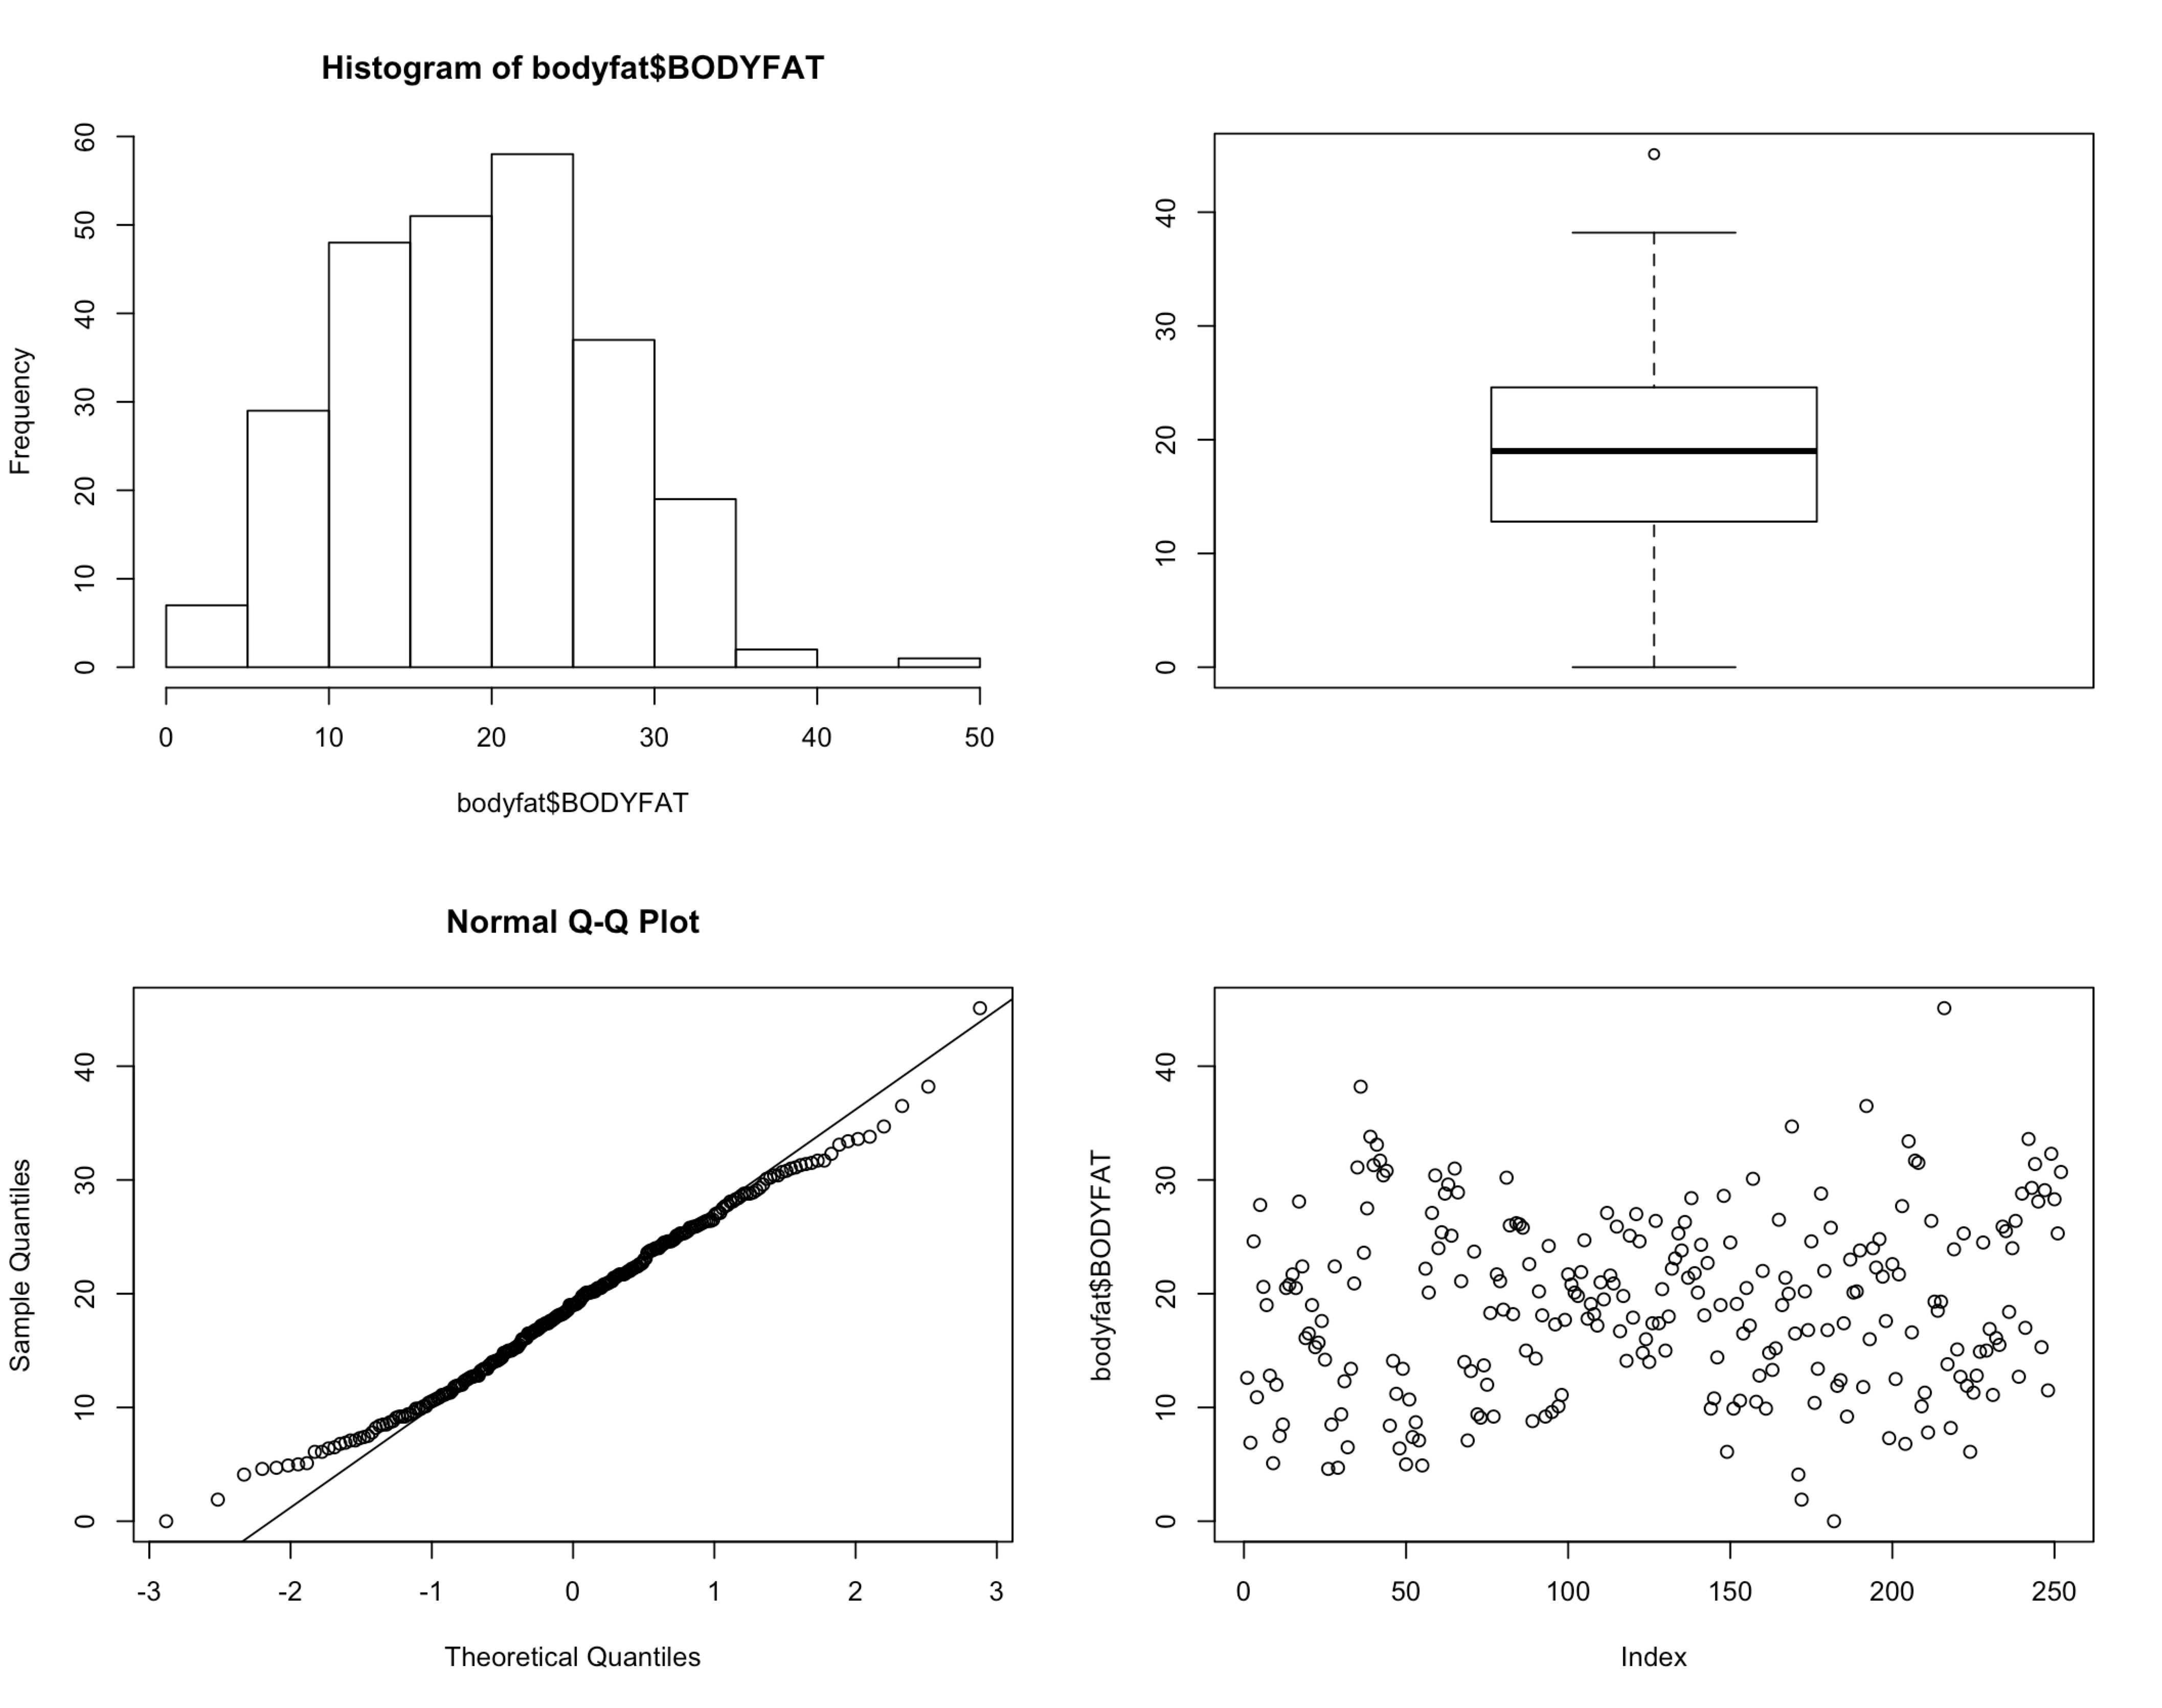 Histogram of bodyfat$BODYFAT
Frequency
0 10 20 30 40 50 60
0 10 20 30 40 50
bodyfat$BODYFAT
0 10 20 30 40
Normal Q-Q Plot
Sample Quantiles
0 10 20 30 40
-3 -2 -1 0 1 2 3
Theoretical Quantiles
bodyfat$BODYFAT
0 10 20 30 40
0 50 100 150 200 250
Index